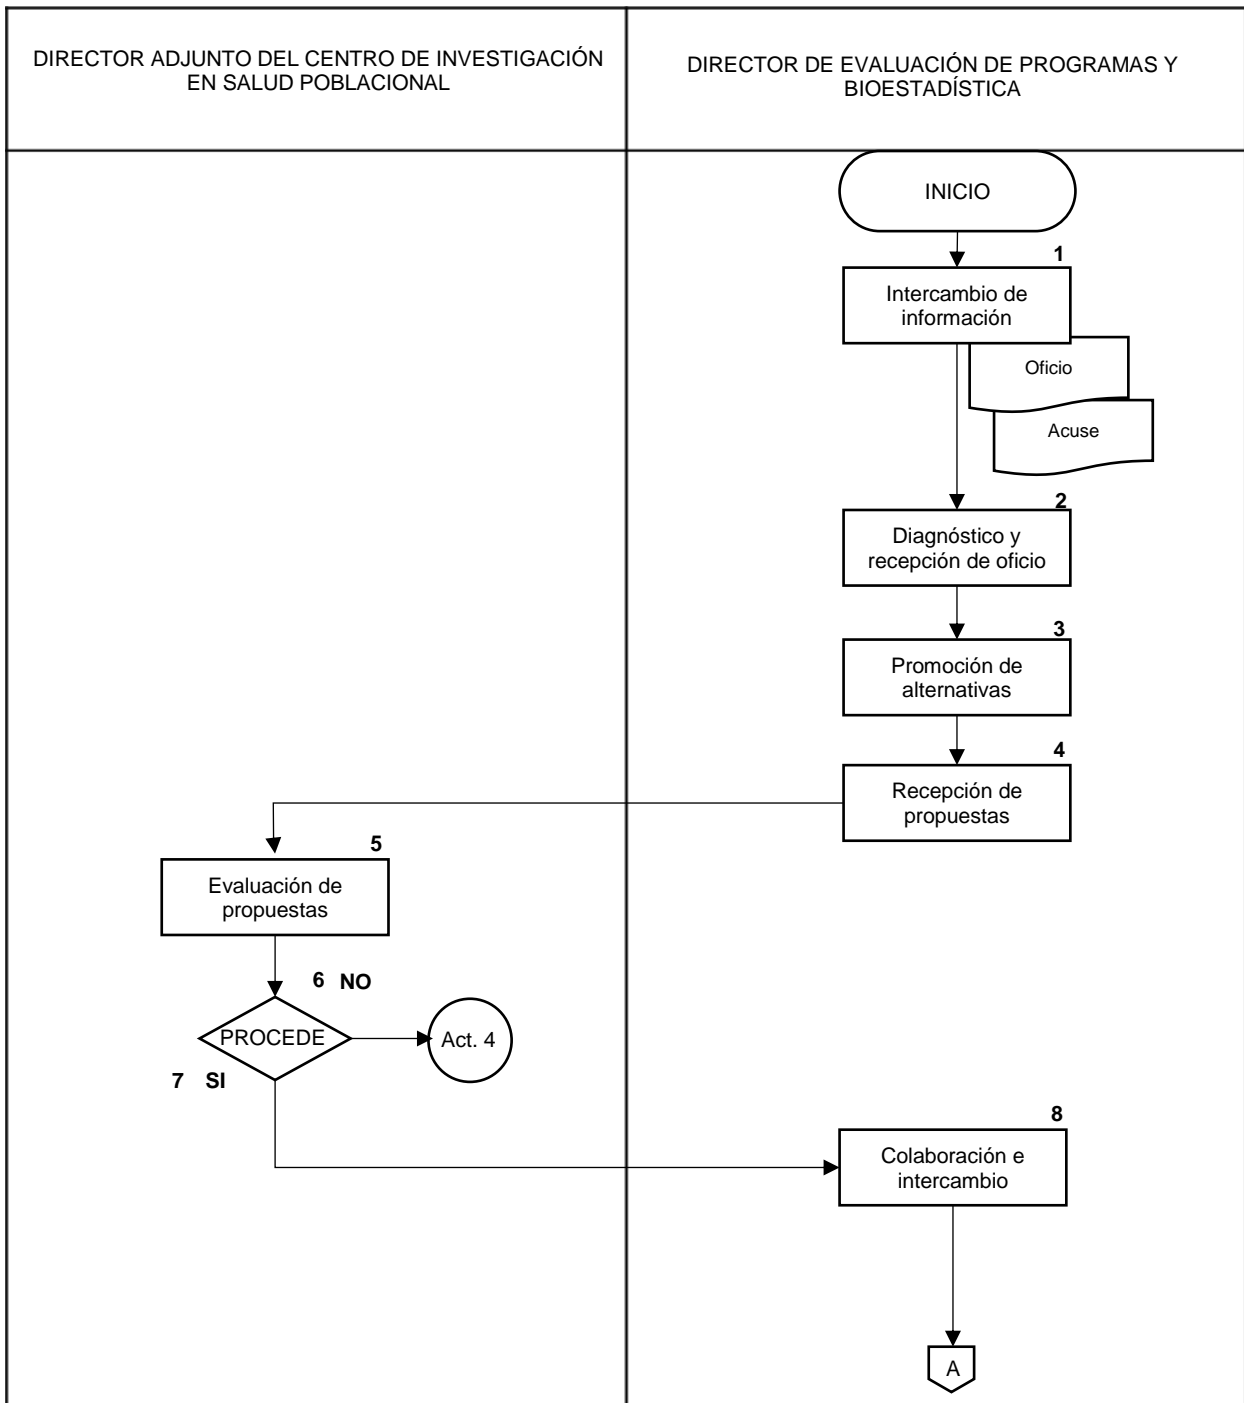 DIRECTOR ADJUNTO DEL CENTRO DE INVESTIGACIÓN
EN SALUD POBLACIONAL
DIRECTOR DE EVALUACIÓN DE PROGRAMAS Y
BIOESTADÍSTICA
INICIO
1
Intercambio de
información
Oficio
Acuse
2
Diagnóstico y
recepción de oficio
3
Promoción de
alternativas
4
Recepción de
propuestas
5
Evaluación de
propuestas
6 NO
PROCEDE
Act. 4
7 SI
8
Colaboración e
intercambio
A